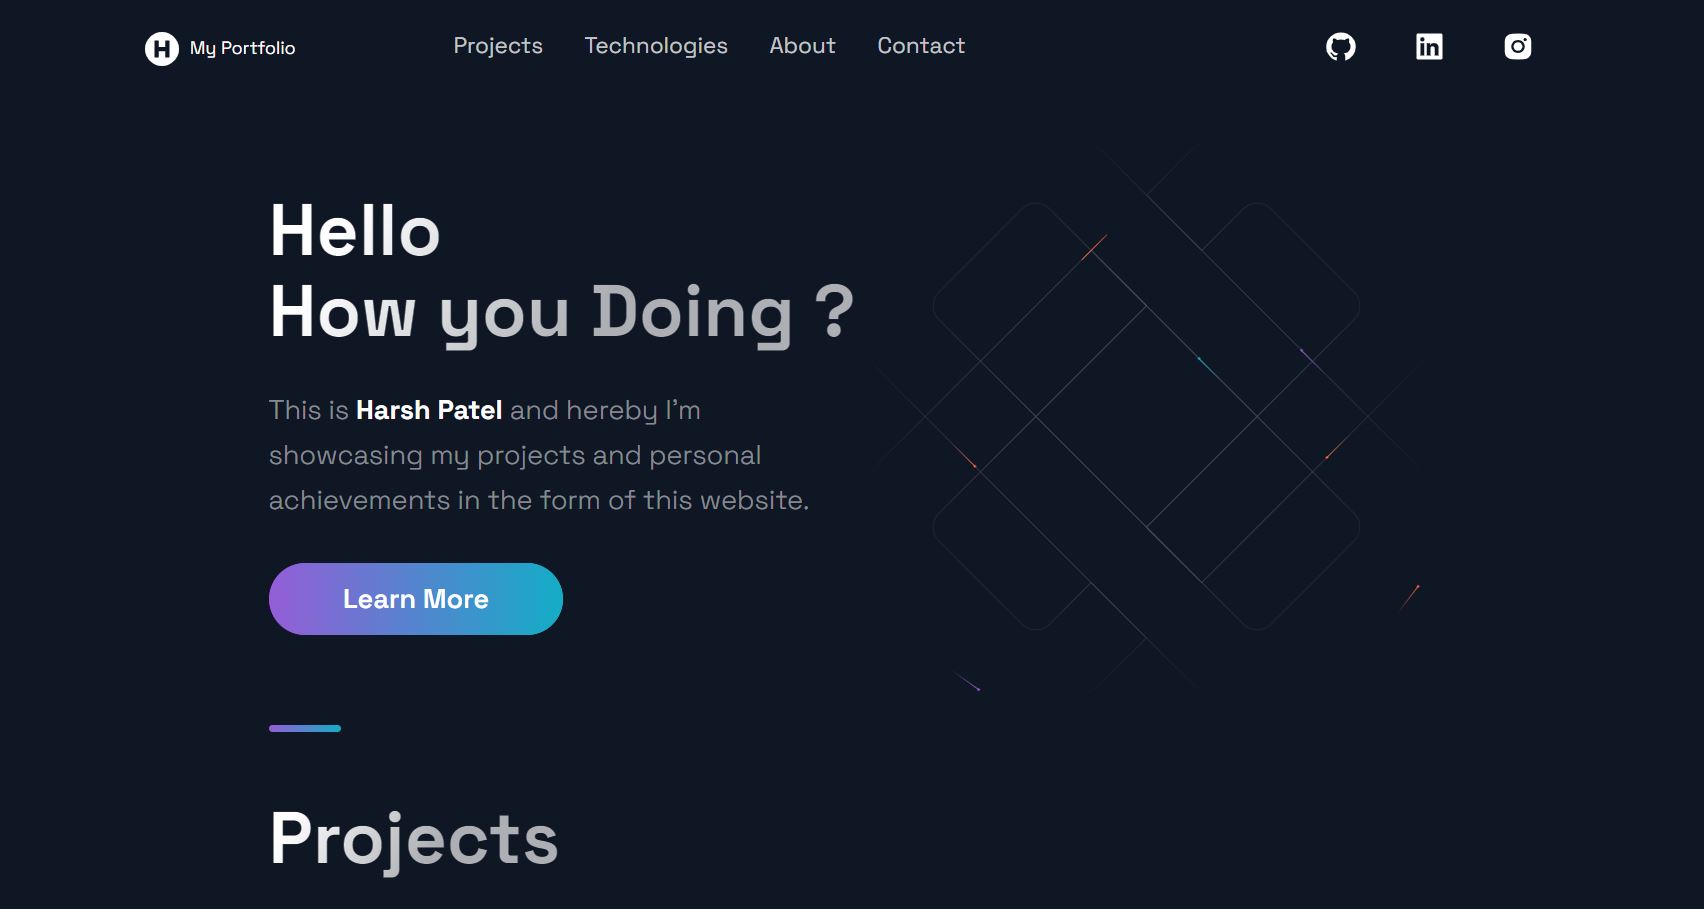 H My Portfolio
Projects Technologies About Contact
in
Hello
How you Doing ?
This is Harsh Patel and hereby I'm
showcasing my projects and personal
achievements in the form of this website.
Learn More
Projects